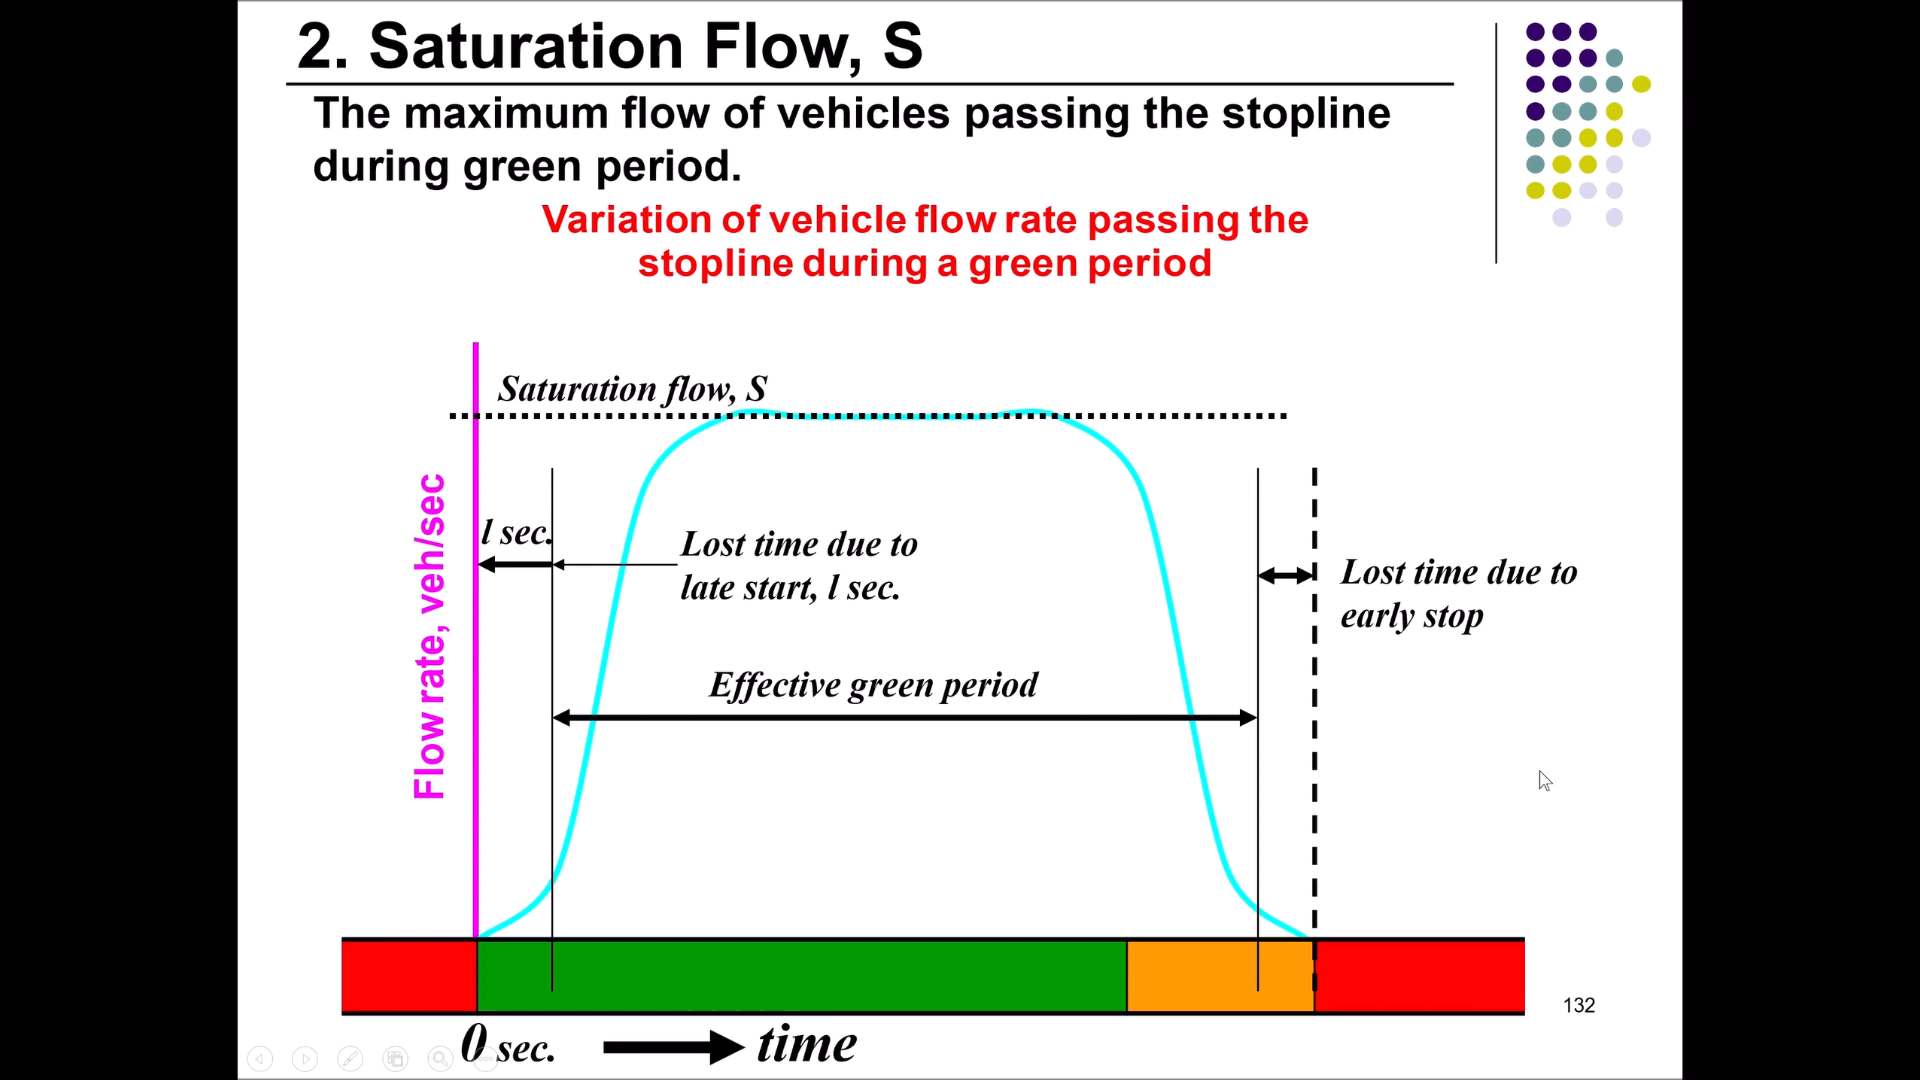 2. Saturation Flow, S
The maximum flow of vehicles passing the stopline
during green period.
Variation of vehicle flow rate passing the
stopline during a green period
Saturation flow, S
Flow rate, veh/sec
l sec.
Lost time due to
late start, l sec.
Lost time due to
early stop
Effective green period
132
0 sec.
time